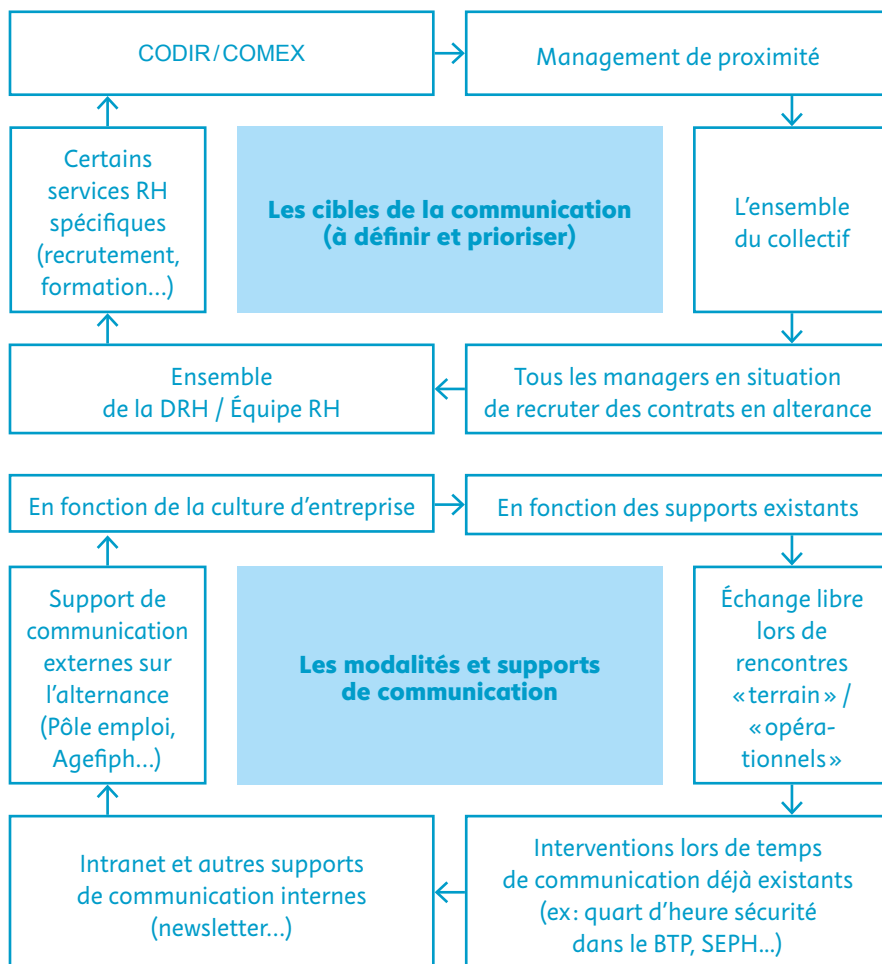 CODIR/COMEX
Management de proximité
Certains
services RH
spécifiques
(recrutement,
formation...)
Les cibles de la communication
(à définir et prioriser)
L'ensemble
du collectif
Ensemble
de la DRH / Équipe RH
Tous les managers en situation
de recruter des contrats en alterance
En fonction de la culture d'entreprise
En fonction des supports existants
Support de
communication
externes sur
l'alternance
(Pôle emploi,
Agefiph...)
Les modalités et supports
de communication
Échange libre
lors de
rencontres
«terrain» /
«opéra-
tionnels»
Intranet et autres supports
de communication internes
(newsletter...)
Interventions lors de temps
de communication déjà existants
(ex: quart d'heure sécurité
dans le BTP, SEPH...)